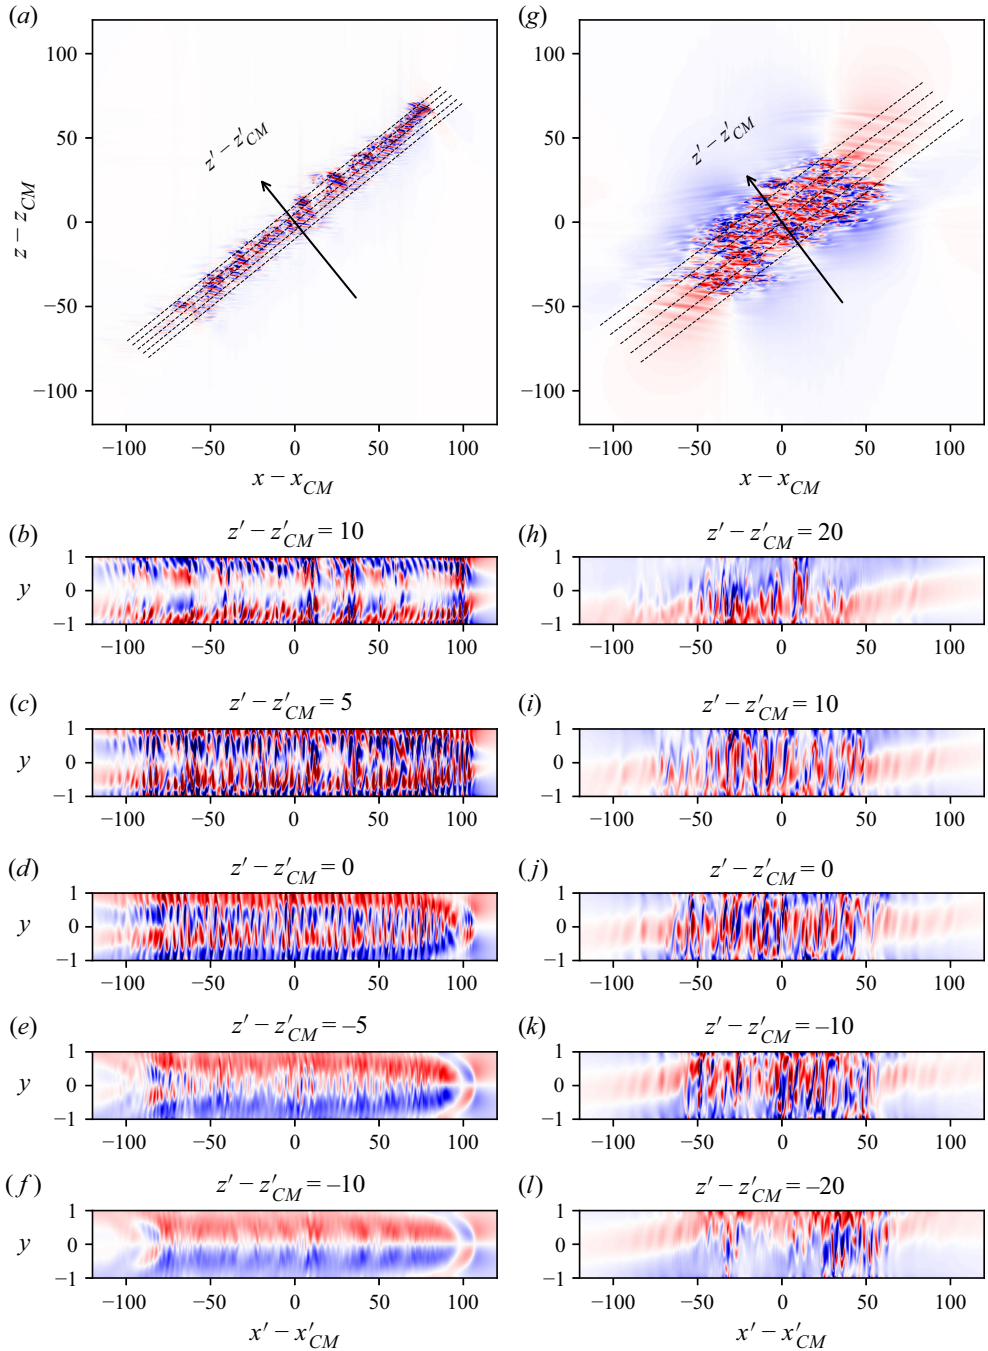 (a)
(g)
100
50
0
−50
−100
z − z_CM
z′ − z′_CM
−100 −50 0 50 100
x − x_CM
100
50
0
−50
−100
z′ − z′_CM
−100 −50 0 50 100
x − x_CM
(b) z′ − z′_CM = 10
1
y 0
−1
−100 −50 0 50 100
(h) z′ − z′_CM = 20
1
0
−1
−100 −50 0 50 100
(c) z′ − z′_CM = 5
1
y 0
−1
−100 −50 0 50 100
(i) z′ − z′_CM = 10
1
0
−1
−100 −50 0 50 100
(d) z′ − z′_CM = 0
1
y 0
−1
−100 −50 0 50 100
(j) z′ − z′_CM = 0
1
0
−1
−100 −50 0 50 100
(e) z′ − z′_CM = –5
1
y 0
−1
−100 −50 0 50 100
(k) z′ − z′_CM = –10
1
0
−1
−100 −50 0 50 100
(f) z′ − z′_CM = –10
1
y 0
−1
−100 −50 0 50 100
x′ − x′_CM
(l) z′ − z′_CM = –20
1
0
−1
−100 −50 0 50 100
x′ − x′_CM